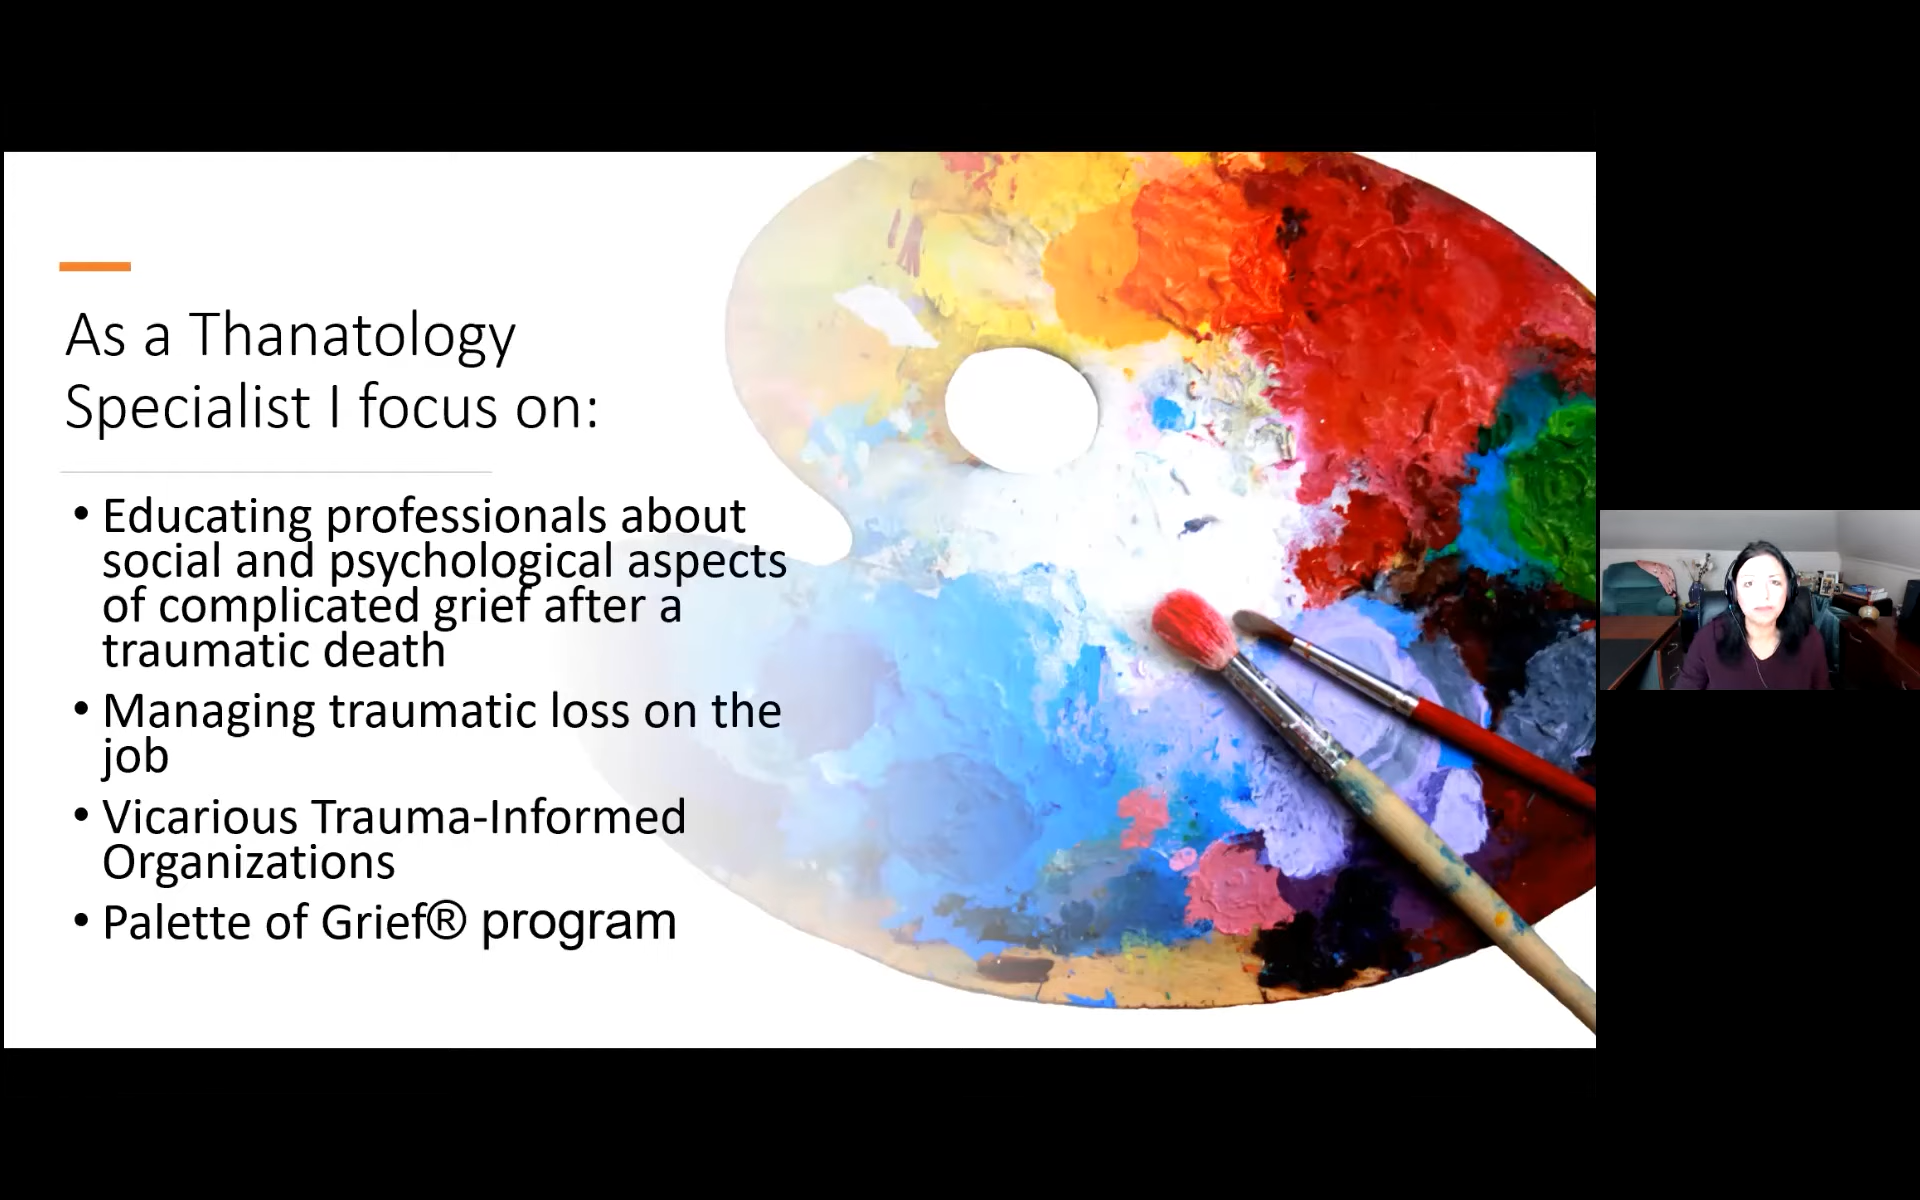 As a Thanatology
Specialist I focus on:
• Educating professionals about
social and psychological aspects
of complicated grief after a
traumatic death
• Managing traumatic loss on the
job
• Vicarious Trauma-Informed
Organizations
• Palette of Grief® program